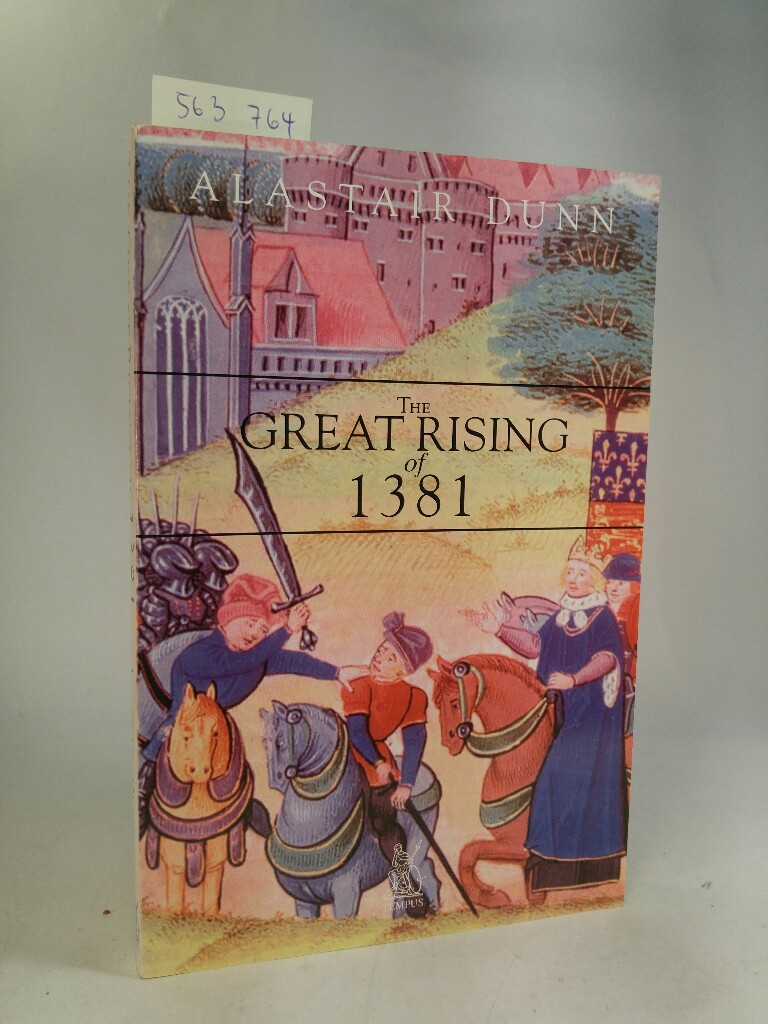 563 764
ALASTAIR DUNN
THE
GREAT RISING
of
1381
TEMPUS